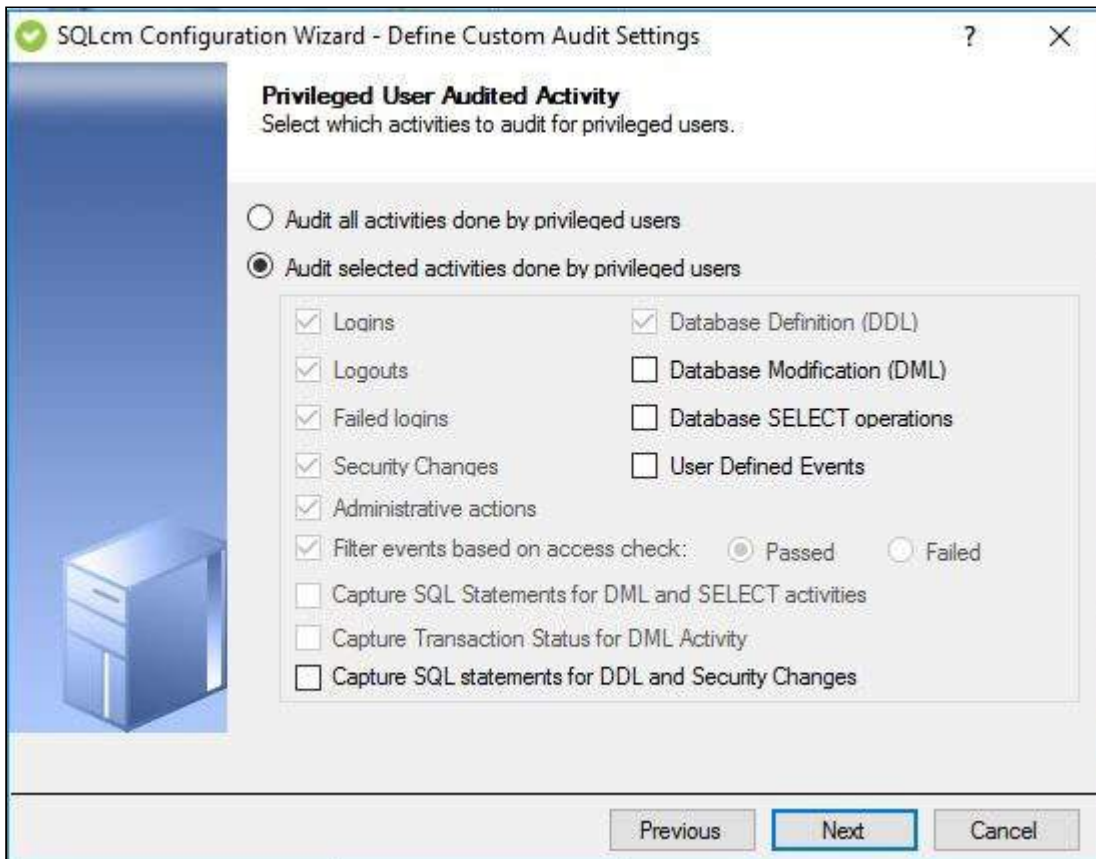 SQLcm Configuration Wizard - Define Custom Audit Settings ?
Privileged User Audited Activity
Select which activities to audit for privileged users.
Audit all activities done by privileged users
Audit selected activities done by privileged users
Logins
Database Definition (DDL)
Logouts
Database Modification (DML)
Failed logins
Database SELECT operations
Security Changes
User Defined Events
Administrative actions
Filter events based on access check: Passed Failed
Capture SQL Statements for DML and SELECT activities
Capture Transaction Status for DML Activity
Capture SQL statements for DDL and Security Changes
Previous Next Cancel